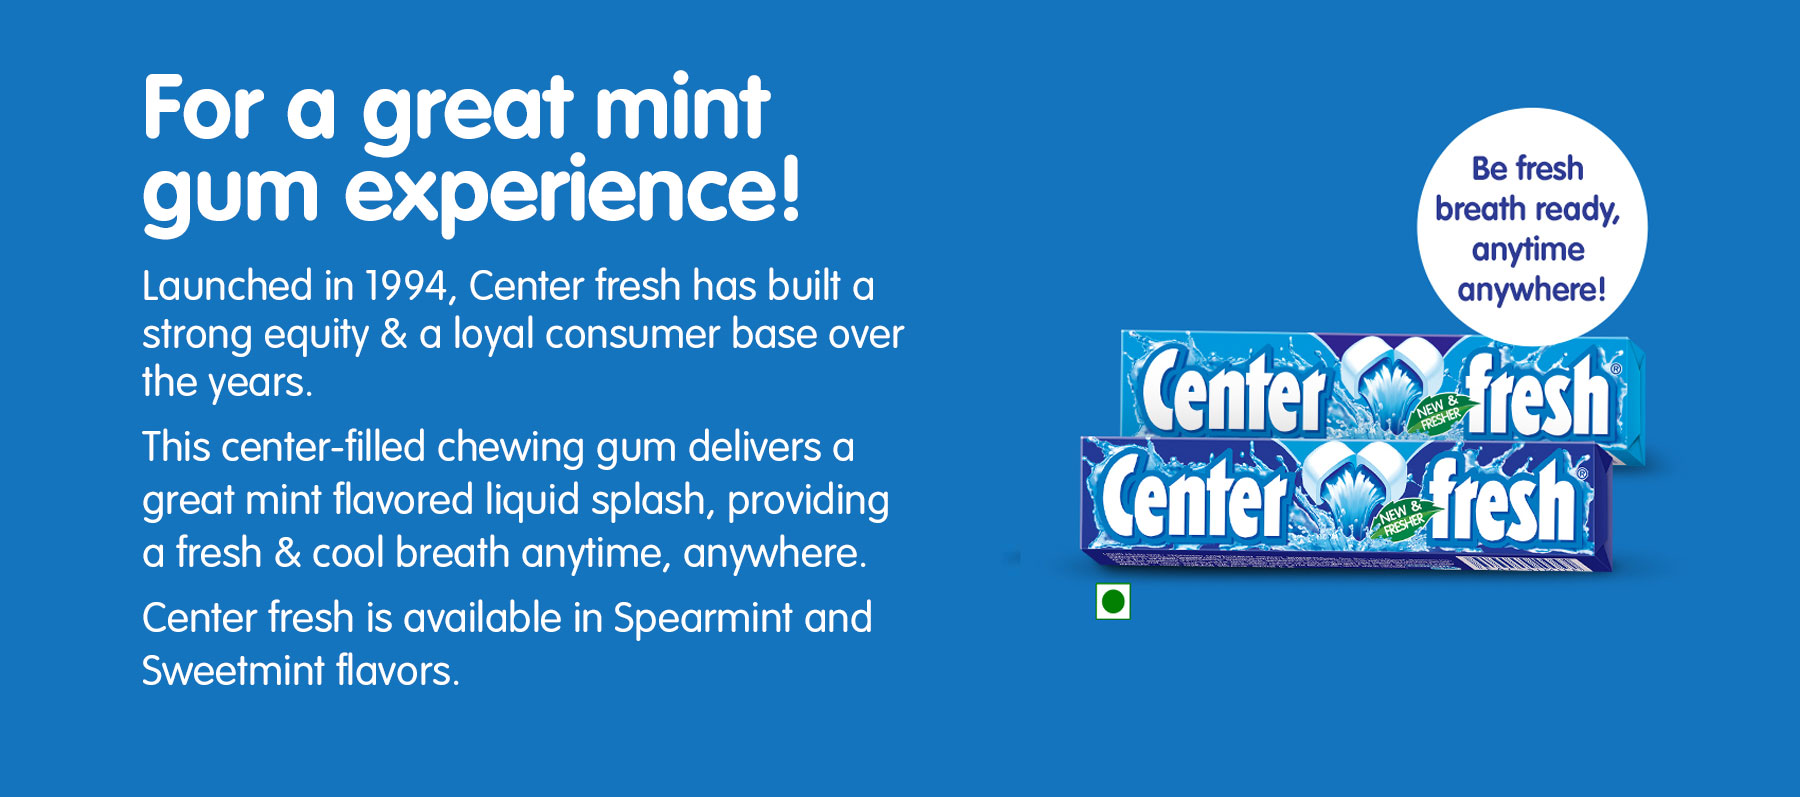 For a great mint
gum experience!
Launched in 1994, Center fresh has built a
strong equity & a loyal consumer base over
the years.
This center-filled chewing gum delivers a
great mint flavored liquid splash, providing
a fresh & cool breath anytime, anywhere.
Center fresh is available in Spearmint and
Sweetmint flavors.
Be fresh
breath ready,
anytime
anywhere!
Center fresh®
NEW &
FRESHER
Center fresh®
NEW &
FRESHER